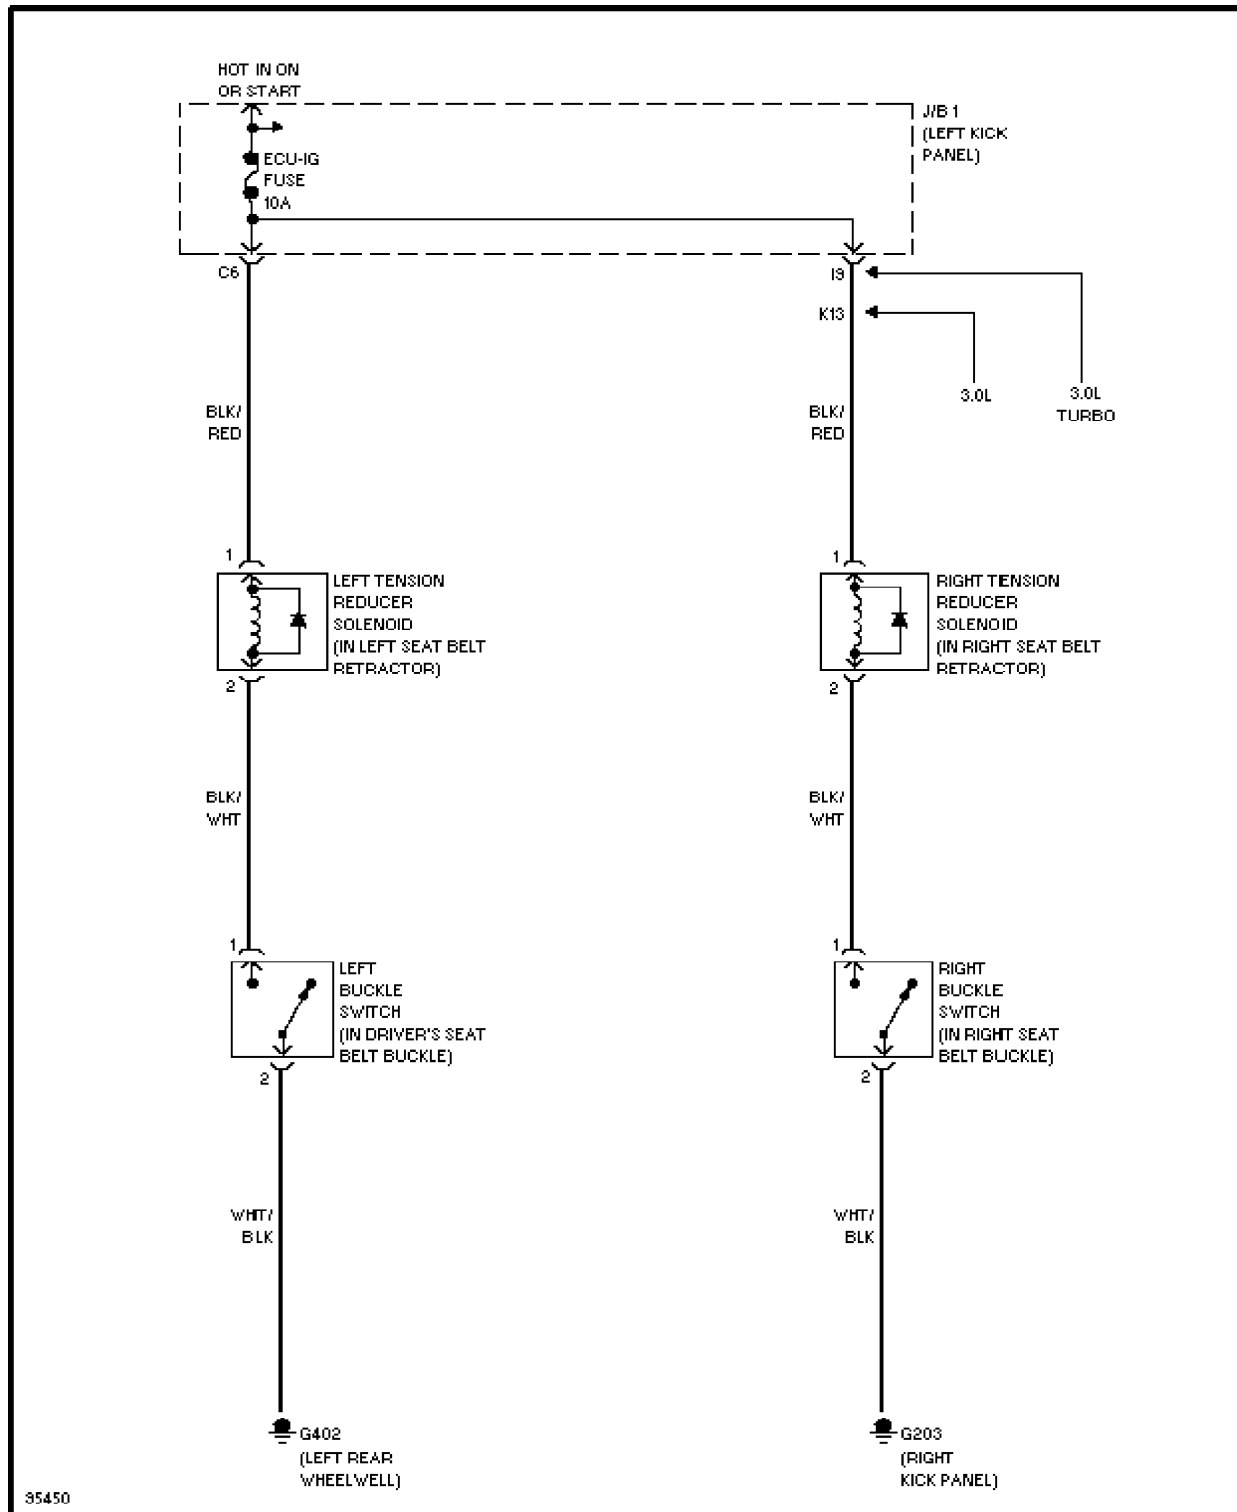 HOT IN ON
OR START
J/B 1
(LEFT KICK
PANEL)
ECU-IG
FUSE
10A
C6
I9
K13
3.0L
3.0L
TURBO
BLK/
RED
BLK/
RED
1
LEFT TENSION
REDUCER
SOLENOID
(IN LEFT SEAT BELT
RETRACTOR)
2
1
RIGHT TENSION
REDUCER
SOLENOID
(IN RIGHT SEAT BELT
RETRACTOR)
2
BLK/
WHT
BLK/
WHT
1
LEFT
BUCKLE
SWITCH
(IN DRIVER'S SEAT
BELT BUCKLE)
2
1
RIGHT
BUCKLE
SWITCH
(IN RIGHT SEAT
BELT BUCKLE)
2
WHT/
BLK
WHT/
BLK
G402
(LEFT REAR
WHEELWELL)
G203
(RIGHT
KICK PANEL)
95450